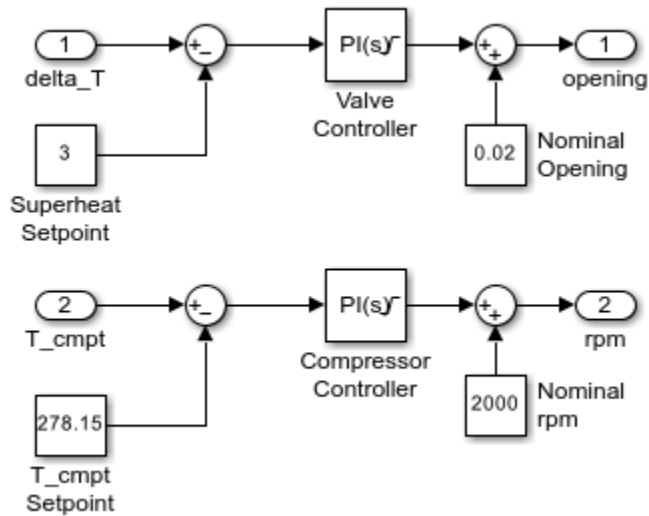 1
delta_T
+
−
PI(s)
Valve
Controller
+
+
1
opening
3
Superheat
Setpoint
0.02
Nominal
Opening
2
T_cmpt
+
−
PI(s)
Compressor
Controller
+
+
2
rpm
278.15
T_cmpt
Setpoint
2000
Nominal
rpm